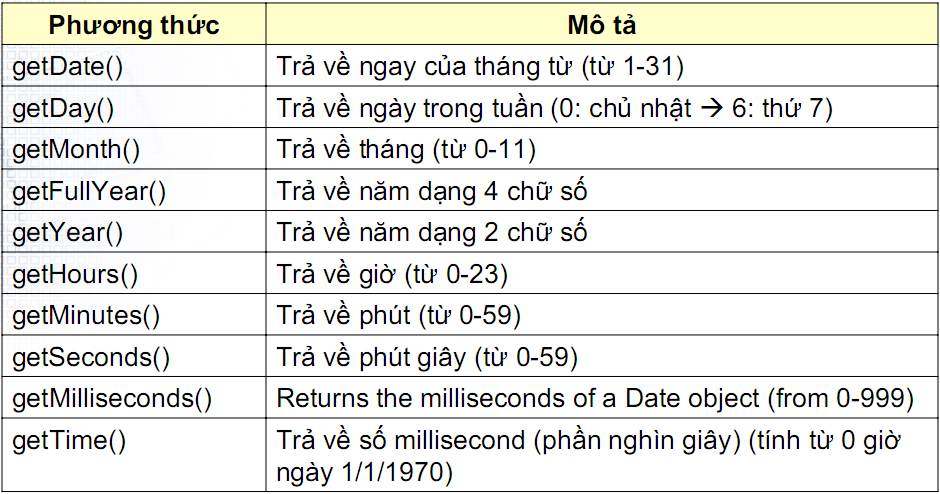 Phương thức Mô tả
getDate() Trả về ngay của tháng từ (từ 1-31)
getDay() Trả về ngày trong tuần (0: chủ nhật → 6: thứ 7)
getMonth() Trả về tháng (từ 0-11)
getFullYear() Trả về năm dạng 4 chữ số
getYear() Trả về năm dạng 2 chữ số
getHours() Trả về giờ (từ 0-23)
getMinutes() Trả về phút (từ 0-59)
getSeconds() Trả về phút giây (từ 0-59)
getMilliseconds() Returns the milliseconds of a Date object (from 0-999)
getTime() Trả về số millisecond (phần nghìn giây) (tính từ 0 giờ
ngày 1/1/1970)